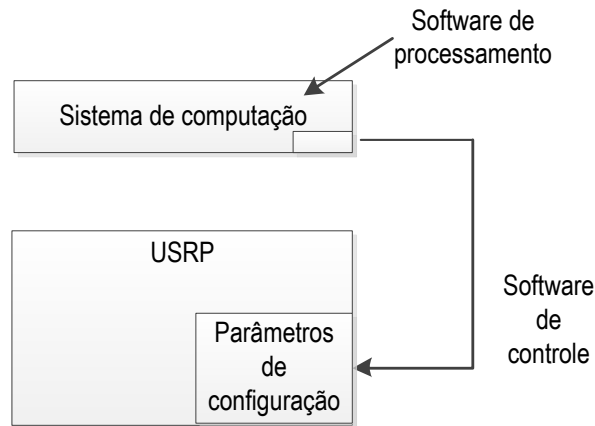 Software de
processamento
Sistema de computação
USRP
Parâmetros
de
configuração
Software
de
controle